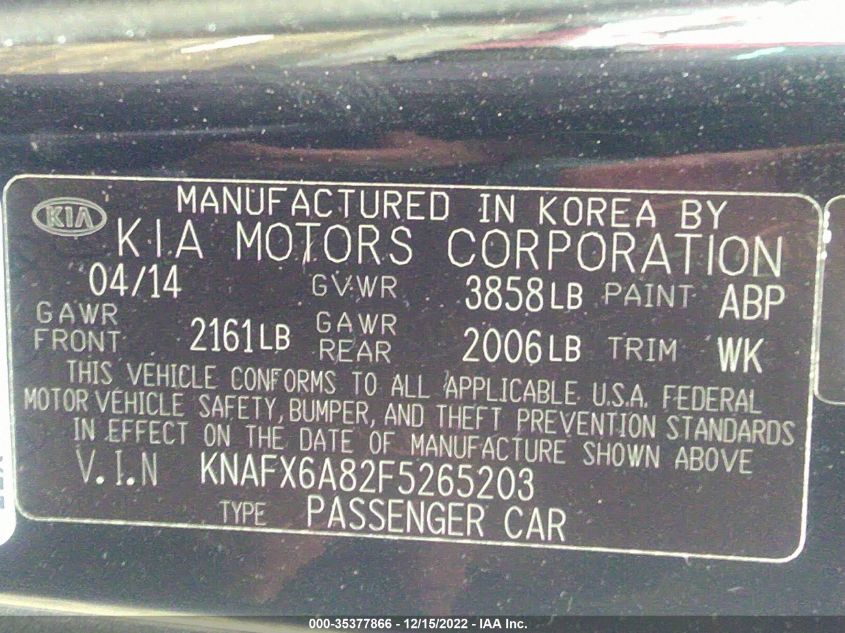 MANUFACTURED IN KOREA BY
KIA KIA MOTORS CORPORATION
04/14 GVWR 3858LB PAINT ABP
GAWR FRONT 2161LB GAWR REAR 2006LB TRIM WK
THIS VEHICLE CONFORMS TO ALL APPLICABLE U.S.A. FEDERAL
MOTOR VEHICLE SAFETY, BUMPER, AND THEFT PREVENTION STANDARDS
IN EFFECT ON THE DATE OF MANUFACTURE SHOWN ABOVE
V.I.N KNAFX6A82F5265203
TYPE PASSENGER CAR
000-35377866 - 12/15/2022 - IAA Inc.